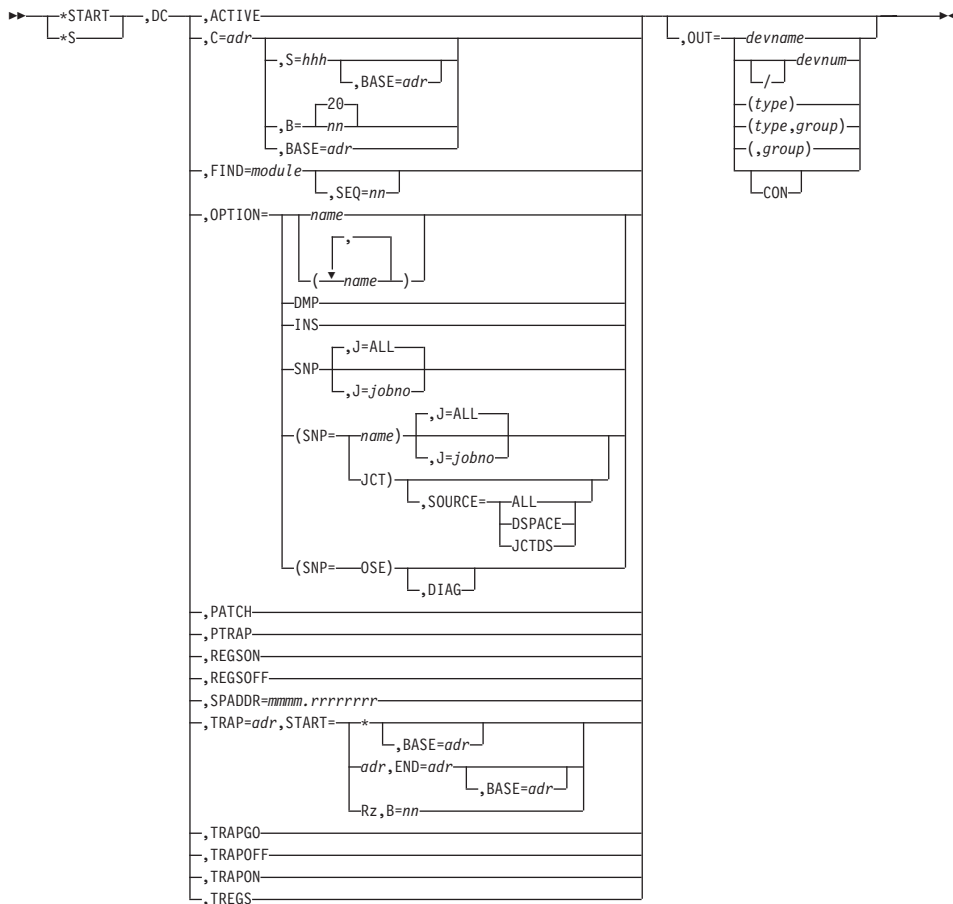 *START ,DC ,ACTIVE
*S ,C=adr ,OUT= devname
,S=hhh devnum
,BASE=adr /
20 (type)
,B= nn (type,group)
,BASE=adr (,group)
,FIND=module CON
,SEQ=nn
,OPTION= name
,
( name )
DMP
INS
,J=ALL
SNP
,J=jobno
,J=ALL
(SNP= name)
,J=jobno
JCT)
,SOURCE= ALL
DSPACE
JCTDS
(SNP= OSE)
,DIAG
,PATCH
,PTRAP
,REGSON
,REGSOFF
,SPADDR=mmmm.rrrrrrrr
,TRAP=adr,START= *
,BASE=adr
adr,END=adr
,BASE=adr
Rz,B=nn
,TRAPGO
,TRAPOFF
,TRAPON
,TREGS